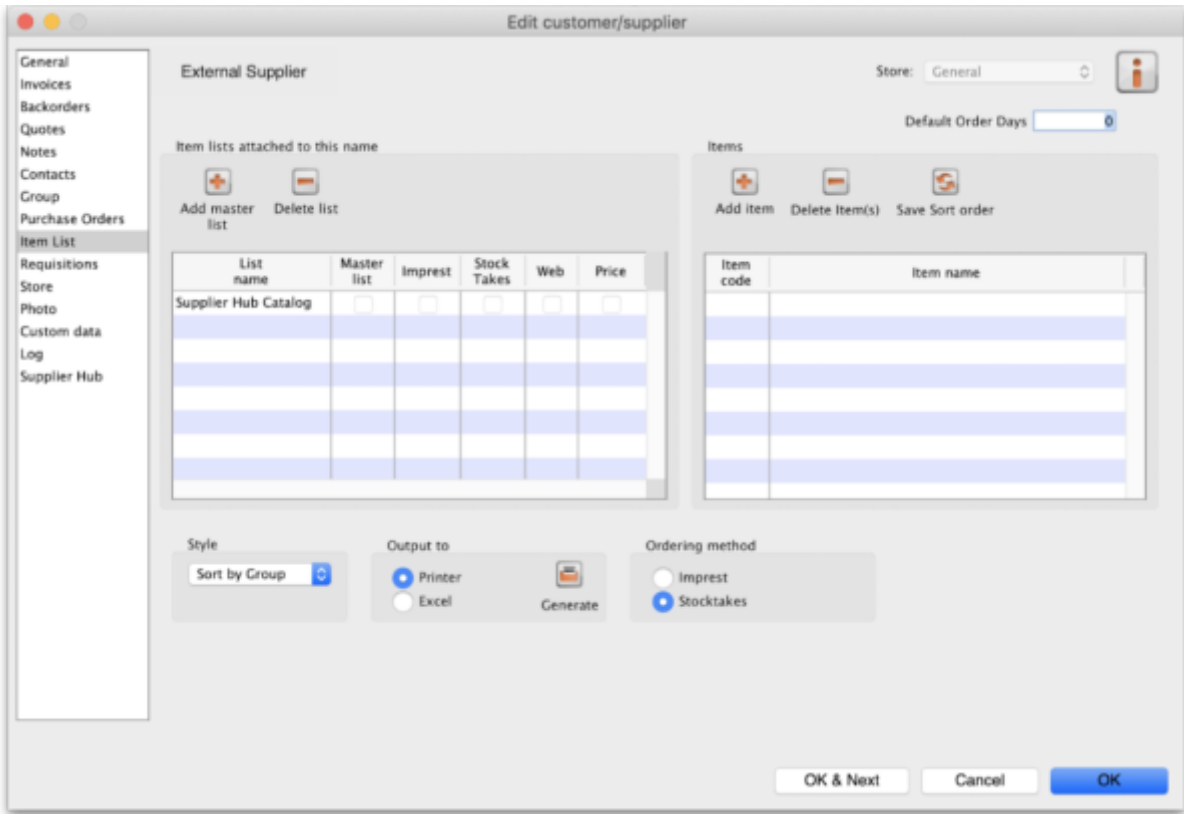 Edit customer/supplier
General
Invoices
Backorders
Quotes
Notes
Contacts
Group
Purchase Orders
Item List
Requisitions
Store
Photo
Custom data
Log
Supplier Hub
External Supplier
Store: General
Default Order Days 0
Item lists attached to this name
Add master
list
Delete list
List
name
Master
list
Imprest
Stock
Takes
Web
Price
Supplier Hub Catalog
Items
Add item
Delete Item(s)
Save Sort order
Item
code
Item name
Style
Sort by Group
Output to
Printer
Excel
Generate
Ordering method
Imprest
Stocktakes
OK & Next
Cancel
OK